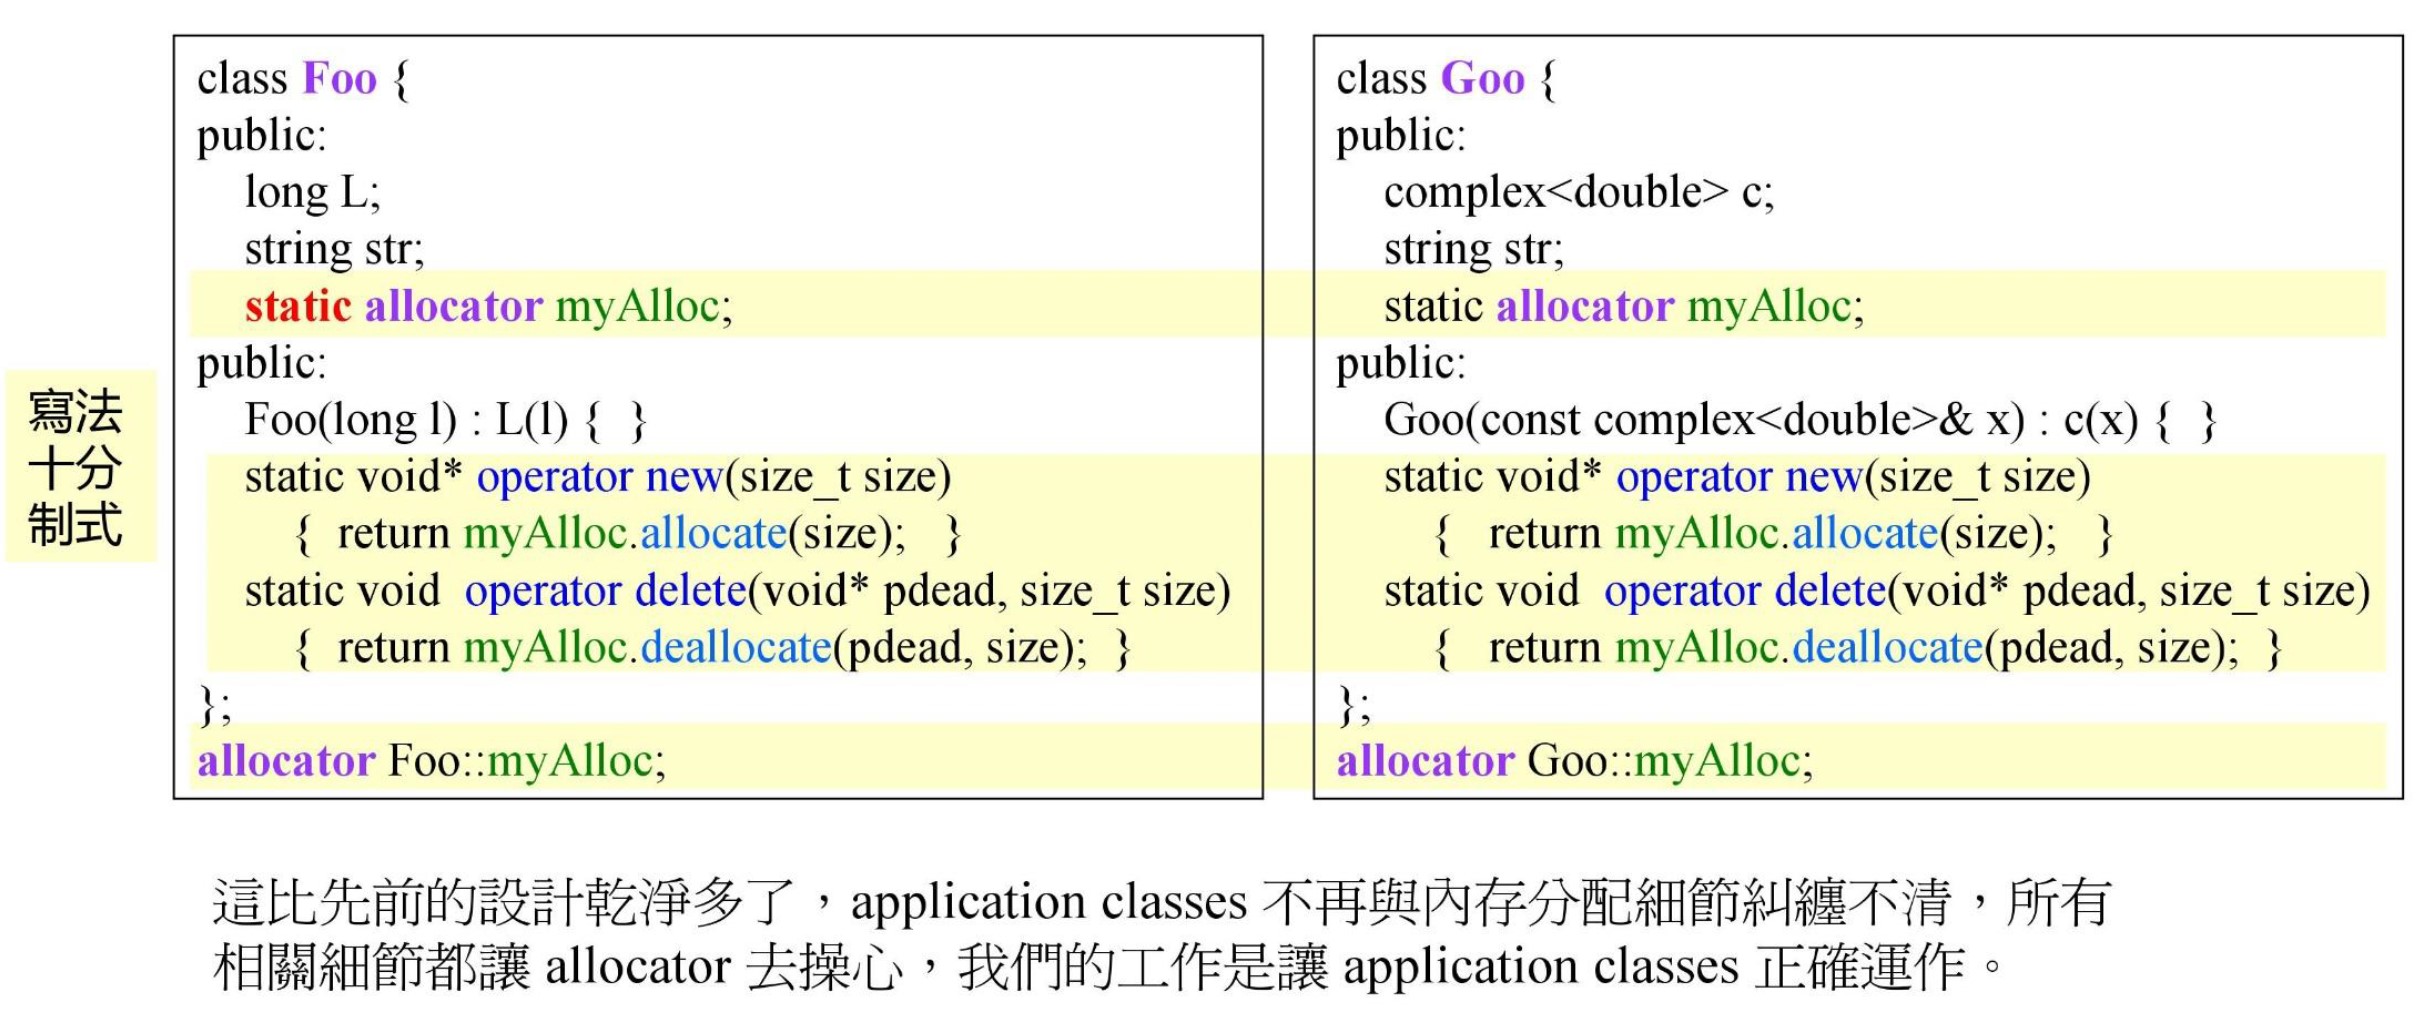 寫法
十分
制式
class Foo {
public:
long L;
string str;
static allocator myAlloc;
public:
Foo(long l) : L(l) { }
static void* operator new(size_t size)
{ return myAlloc.allocate(size); }
static void operator delete(void* pdead, size_t size)
{ return myAlloc.deallocate(pdead, size); }
};
allocator Foo::myAlloc;
class Goo {
public:
complex<double> c;
string str;
static allocator myAlloc;
public:
Goo(const complex<double>& x) : c(x) { }
static void* operator new(size_t size)
{ return myAlloc.allocate(size); }
static void operator delete(void* pdead, size_t size)
{ return myAlloc.deallocate(pdead, size); }
};
allocator Goo::myAlloc;
這比先前的設計乾淨多了，application classes 不再與內存分配細節糾纏不清，所有
相關細節都讓 allocator 去操心，我們的工作是讓 application classes 正確運作。